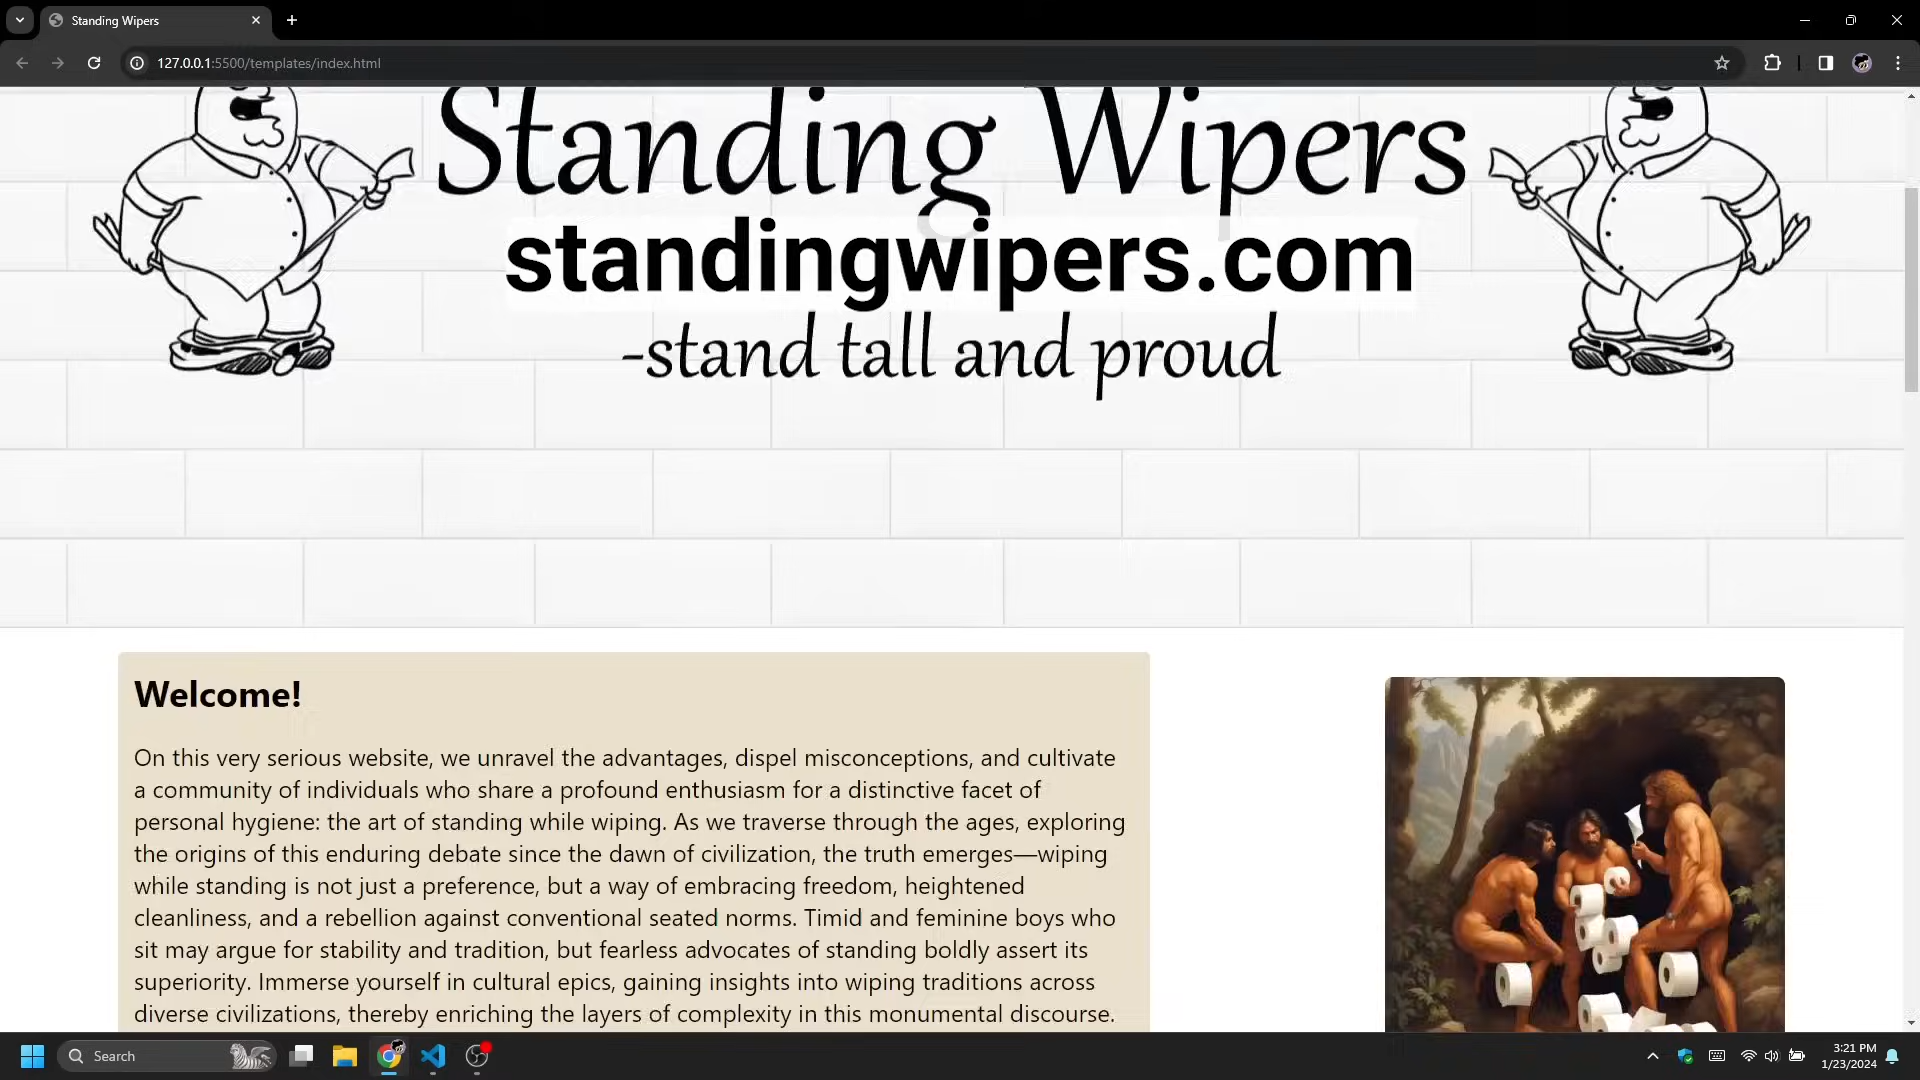 Standing Wipers
127.0.0.1:5500/templates/index.html
Standing Wipers
standingwipers.com
-stand tall and proud
Welcome!
On this very serious website, we unravel the advantages, dispel misconceptions, and cultivate
a community of individuals who share a profound enthusiasm for a distinctive facet of
personal hygiene: the art of standing while wiping. As we traverse through the ages, exploring
the origins of this enduring debate since the dawn of civilization, the truth emerges—wiping
while standing is not just a preference, but a way of embracing freedom, heightened
cleanliness, and a rebellion against conventional seated norms. Timid and feminine boys who
sit may argue for stability and tradition, but fearless advocates of standing boldly assert its
superiority. Immerse yourself in cultural epics, gaining insights into wiping traditions across
diverse civilizations, thereby enriching the layers of complexity in this monumental discourse.
Search
3:21 PM
1/23/2024